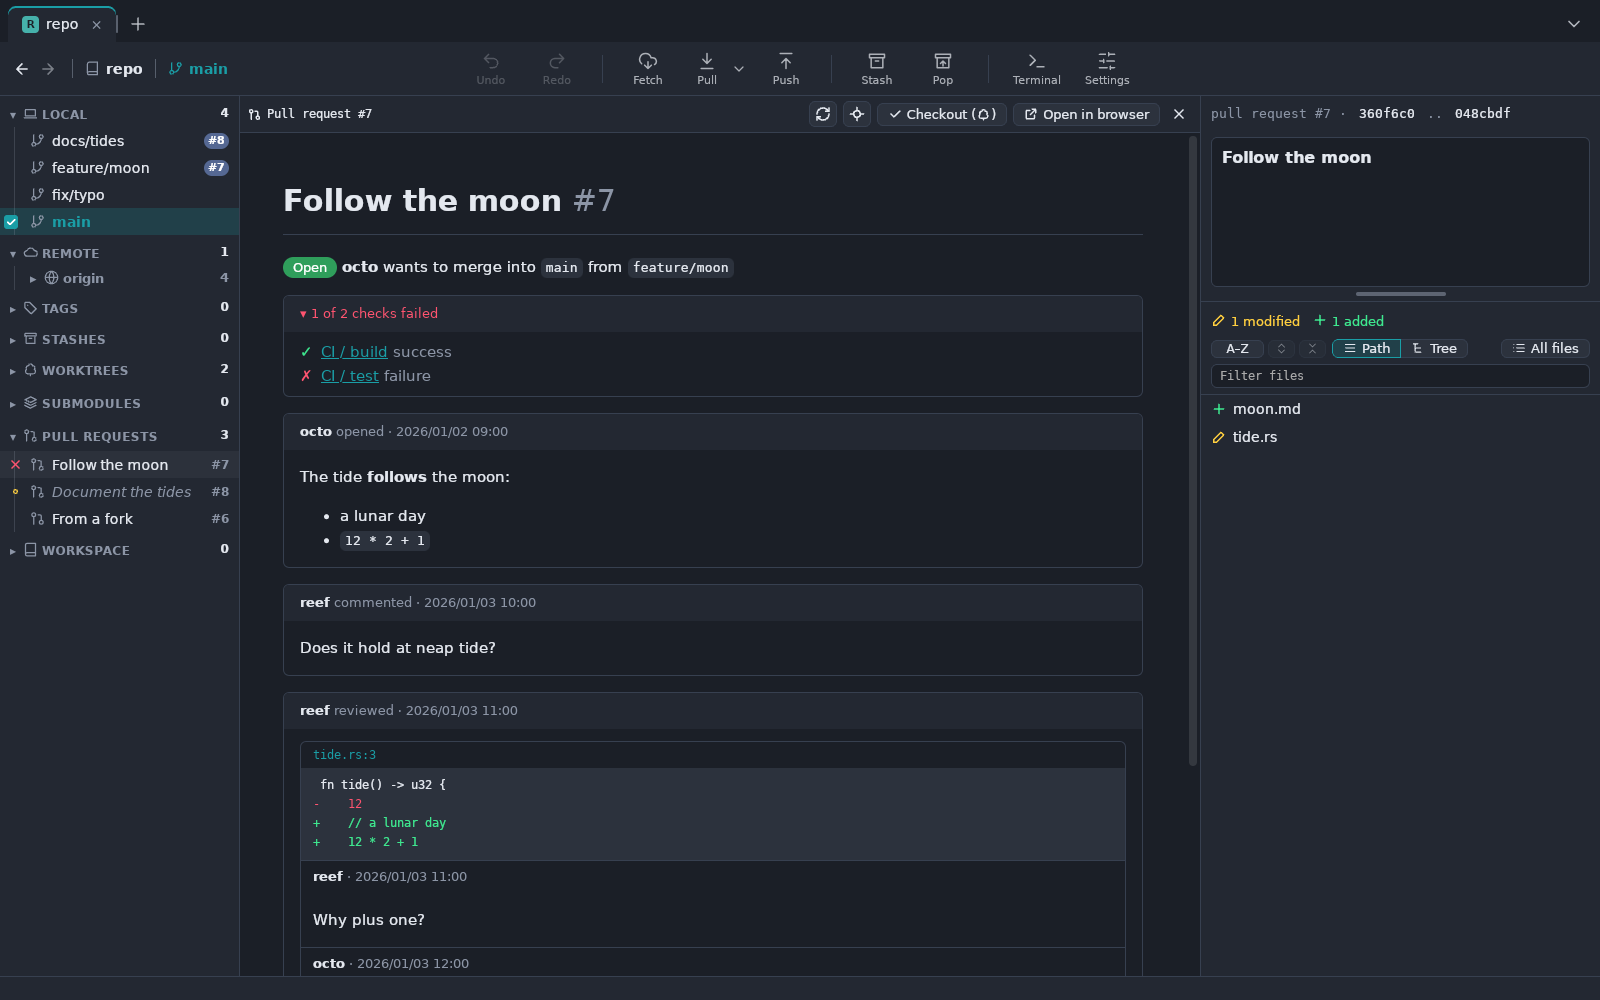 R repo
repo
main
Undo
Redo
Fetch
Pull
Push
Stash
Pop
Terminal
Settings
LOCAL 4
docs/tides #8
feature/moon #7
fix/typo
main
REMOTE 1
origin 4
TAGS 0
STASHES 0
WORKTREES 2
SUBMODULES 0
PULL REQUESTS 3
Follow the moon #7
Document the tides #8
From a fork #6
WORKSPACE 0
Pull request #7
Checkout ( )
Open in browser
Follow the moon #7
Open octo wants to merge into main from feature/moon
▾ 1 of 2 checks failed
✓ CI / build success
✗ CI / test failure
octo opened · 2026/01/02 09:00
The tide follows the moon:
• a lunar day
• 12 * 2 + 1
reef commented · 2026/01/03 10:00
Does it hold at neap tide?
reef reviewed · 2026/01/03 11:00
tide.rs:3
fn tide() -> u32 {
- 12
+ // a lunar day
+ 12 * 2 + 1
reef · 2026/01/03 11:00
Why plus one?
octo · 2026/01/03 12:00
pull request #7 · 360f6c0 .. 048cbdf
Follow the moon
1 modified + 1 added
A–Z
Path
Tree
All files
Filter files
+ moon.md
tide.rs